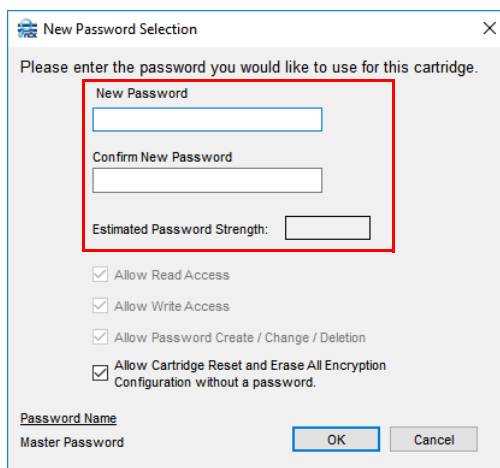 New Password Selection
Please enter the password you would like to use for this cartridge.
New Password
Confirm New Password
Estimated Password Strength:
Allow Read Access
Allow Write Access
Allow Password Create / Change / Deletion
Allow Cartridge Reset and Erase All Encryption
Configuration without a password.
Password Name
Master Password
OK
Cancel